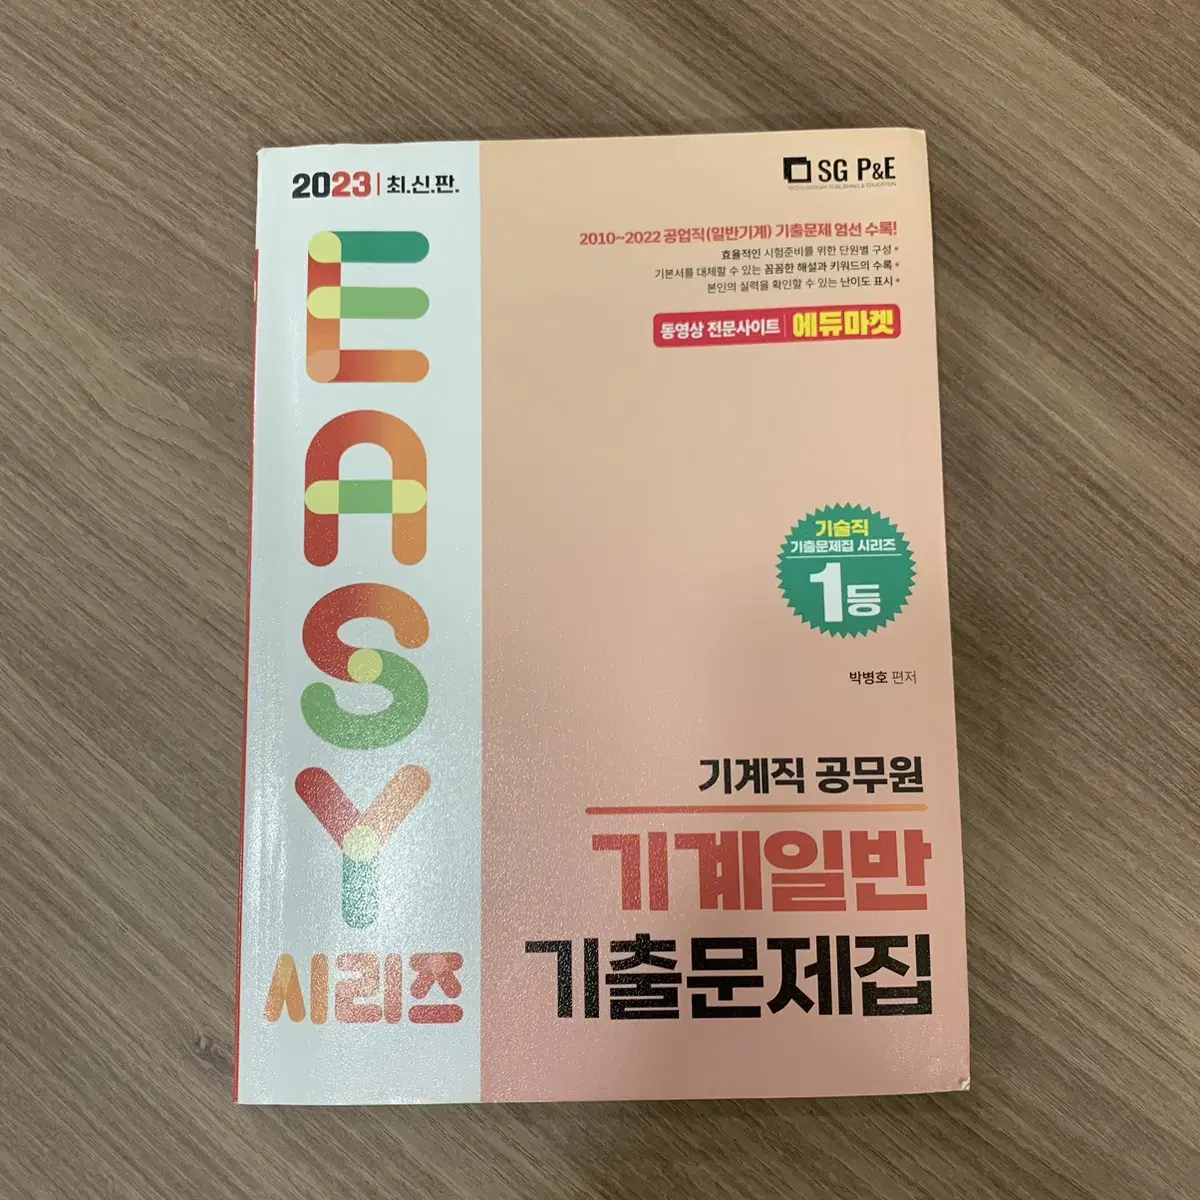 2023 | 최.신.판.
EASY
시리즈
SG P&E
2010~2022 공업직(일반기계) 기출문제 엄선 수록!
효율적인 시험준비를 위한 단원별 구성 •
기본서를 대체할 수 있는 꼼꼼한 해설과 키워드의 수록 •
본인의 실력을 확인할 수 있는 난이도 표시 •
동영상 전문사이트 | 에듀마켓
기술직
기출문제집 시리즈
1등
박병호 편저
기계직 공무원
기계일반
기출문제집